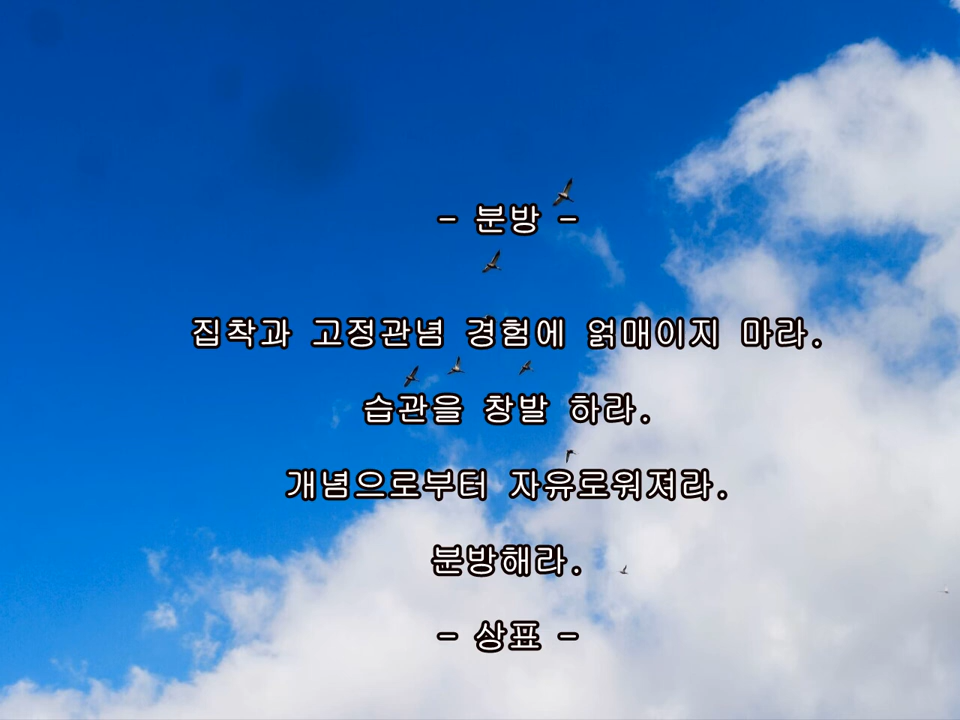 - 분방 -
집착과 고정관념 경험에 얽매이지 마라.
습관을 창발 하라.
개념으로부터 자유로워져라.
분방해라.
- 상표 -